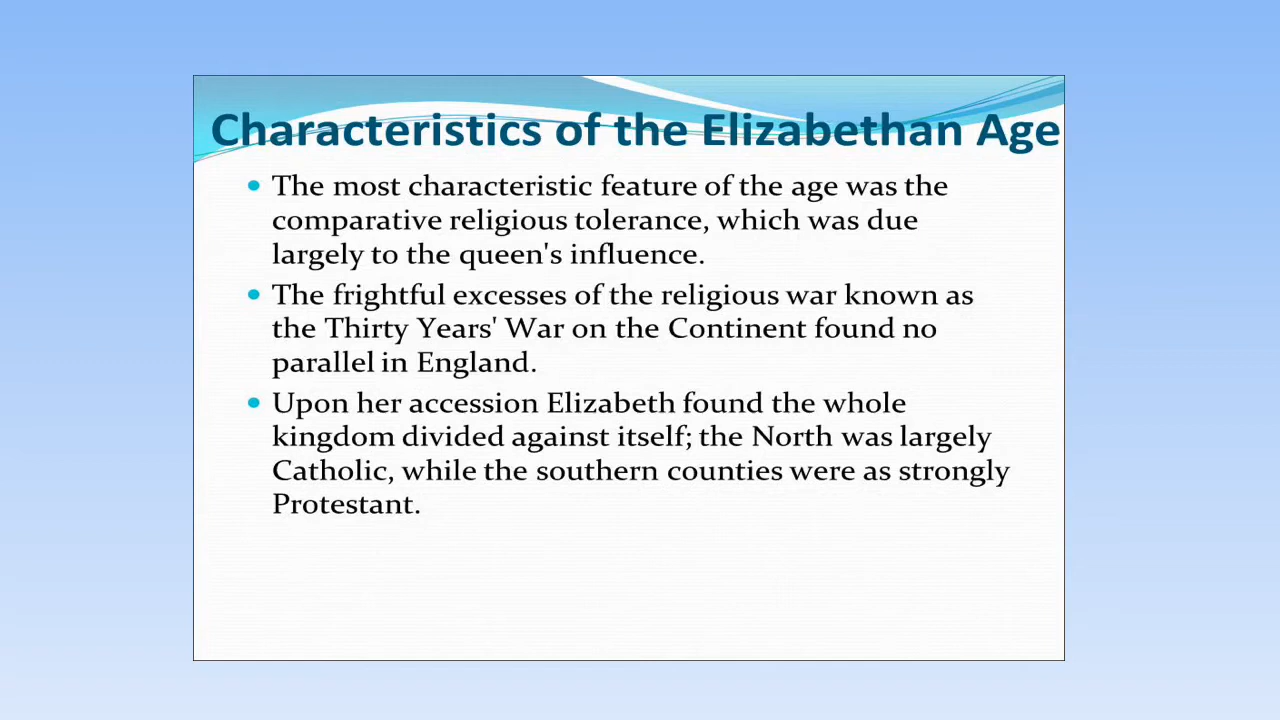 Characteristics of the Elizabethan Age
• The most characteristic feature of the age was the
comparative religious tolerance, which was due
largely to the queen's influence.
• The frightful excesses of the religious war known as
the Thirty Years' War on the Continent found no
parallel in England.
• Upon her accession Elizabeth found the whole
kingdom divided against itself; the North was largely
Catholic, while the southern counties were as strongly
Protestant.